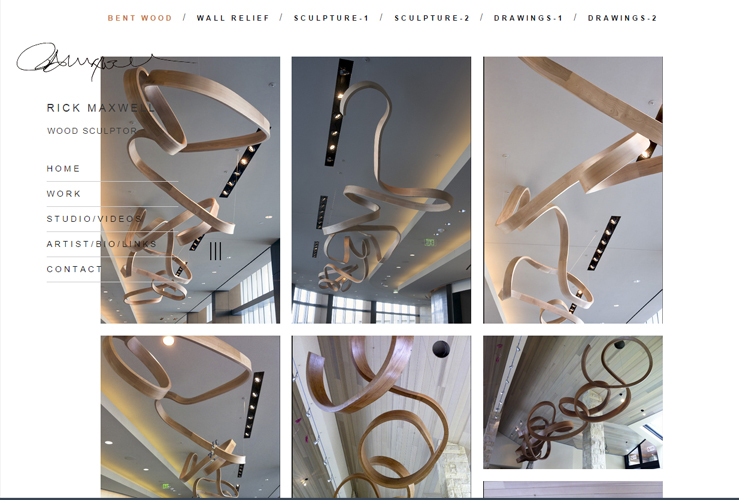 BENT WOOD / WALL RELIEF / SCULPTURE-1 / SCULPTURE-2 / DRAWINGS-1 / DRAWINGS-2
RICK MAXWELL
WOOD SCULPTOR
HOME
WORK
STUDIO/VIDEOS
ARTIST/BIO/LINKS
CONTACT